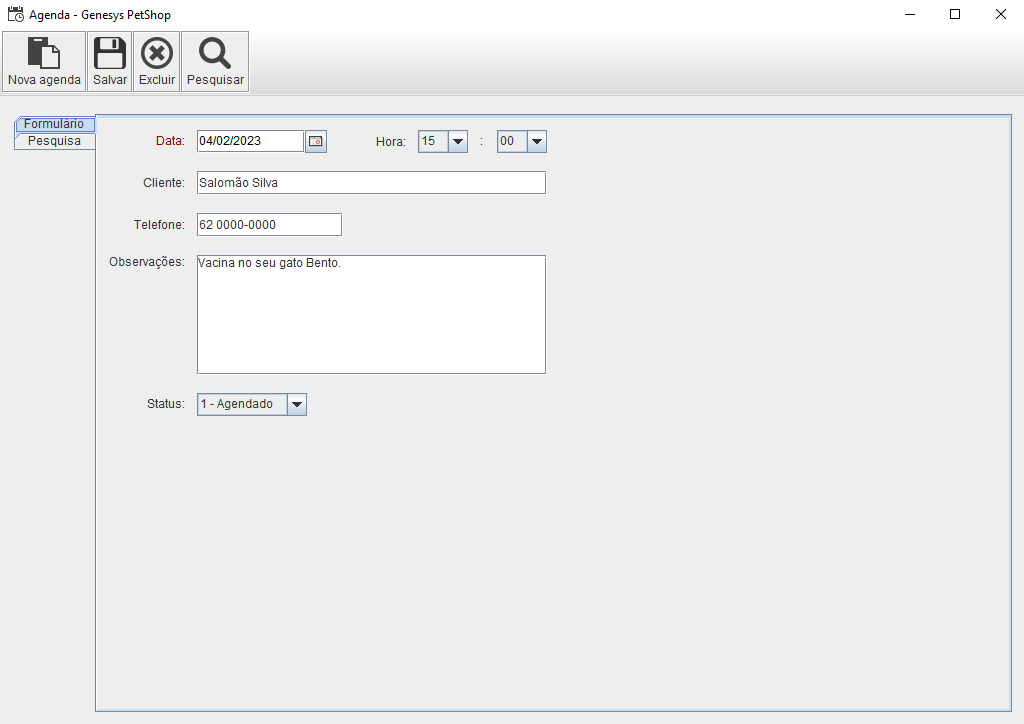 Agenda - Genesys PetShop
Nova agenda Salvar Excluir Pesquisar
Formulário
Pesquisa
Data: 04/02/2023 Hora: 15 : 00
Cliente: Salomão Silva
Telefone: 62 0000-0000
Observações: Vacina no seu gato Bento.
Status: 1 - Agendado